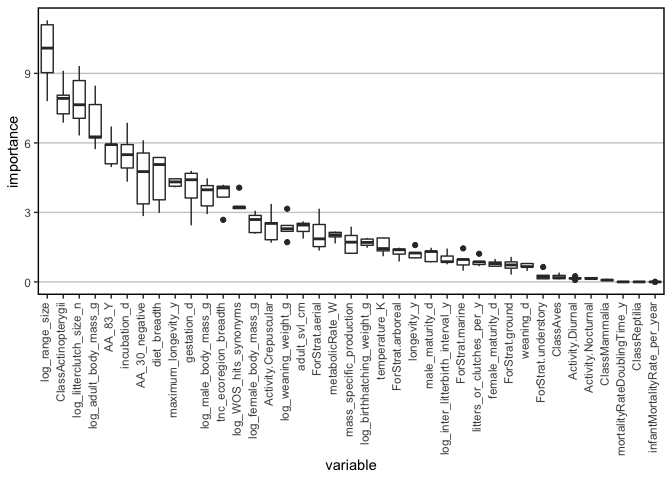 importance
9
6
3
0
log_range_size
ClassActinopterygii
log_litterclutch_size_n
log_adult_body_mass_g
AA_83_Y
incubation_d
AA_30_negative
diet_breadth
maximum_longevity_y
gestation_d
log_male_body_mass_g
tnc_ecoregion_breadth
log_WOS_hits_synonyms
log_female_body_mass_g
Activity.Crepuscular
log_weaning_weight_g
adult_svl_cm
ForStrat.aerial
metabolicRate_W
mass_specific_production
log_birthhatching_weight_g
temperature_K
ForStrat.arboreal
longevity_y
male_maturity_d
log_inter_litterbirth_interval_y
ForStrat.marine
litters_or_clutches_per_y
female_maturity_d
ForStrat.ground
weaning_d
ForStrat.understory
ClassAves
Activity.Diurnal
Activity.Nocturnal
ClassMammalia
mortalityRateDoublingTime_y
ClassReptilia
infantMortalityRate_per_year
variable